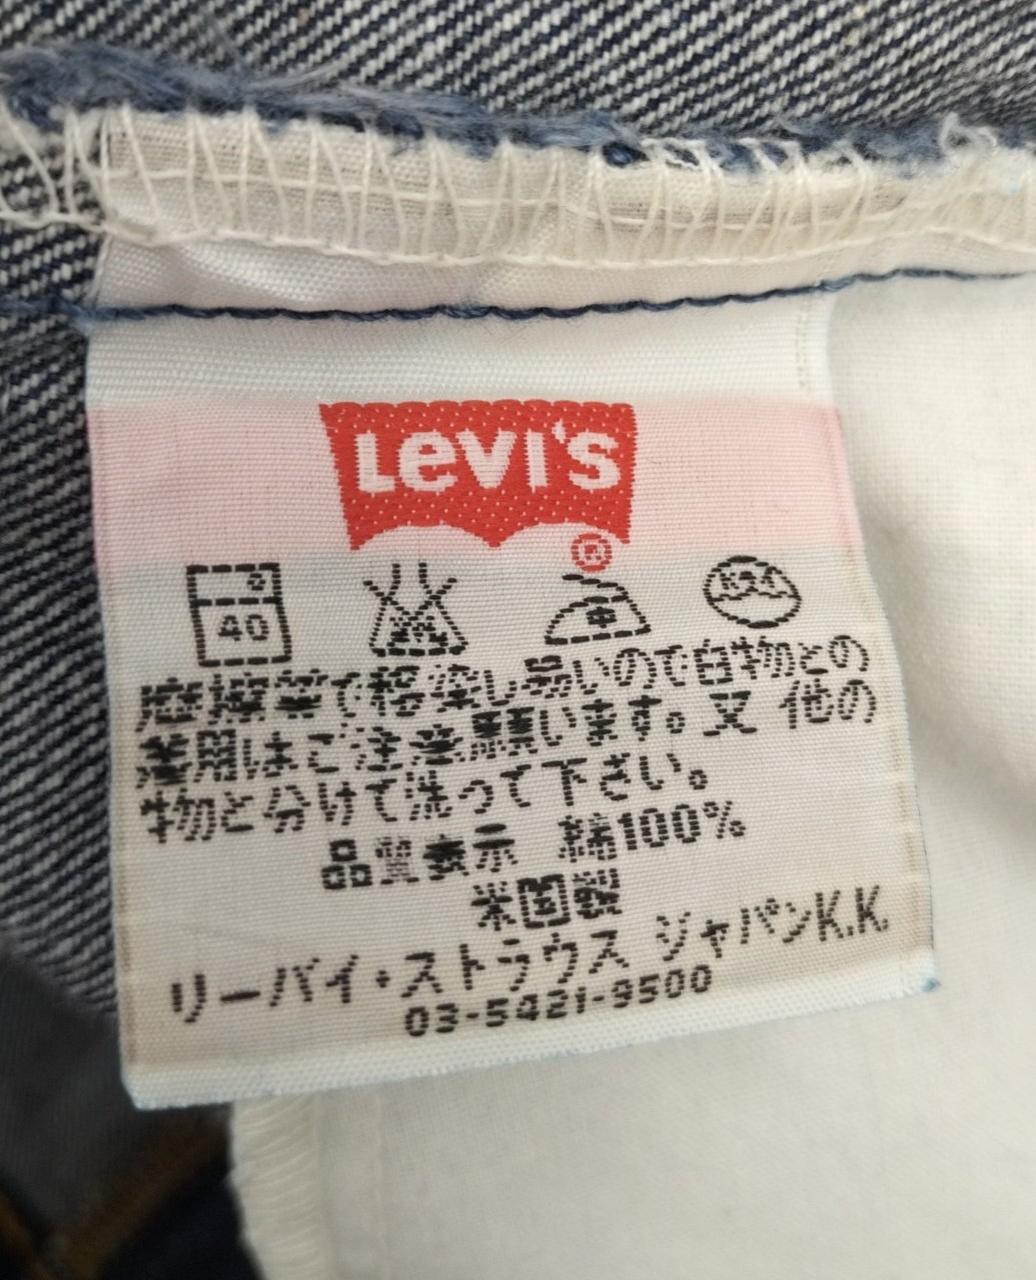 LEVI'S
®
40
中
ドライ
摩擦等で移染し易いので白物との
着用はご注意願います。又 他の
物と分けて洗って下さい。
品質表示 綿100%
米国製
リーバイ・ストラウス ジャパンK.K.
03-5421-9500